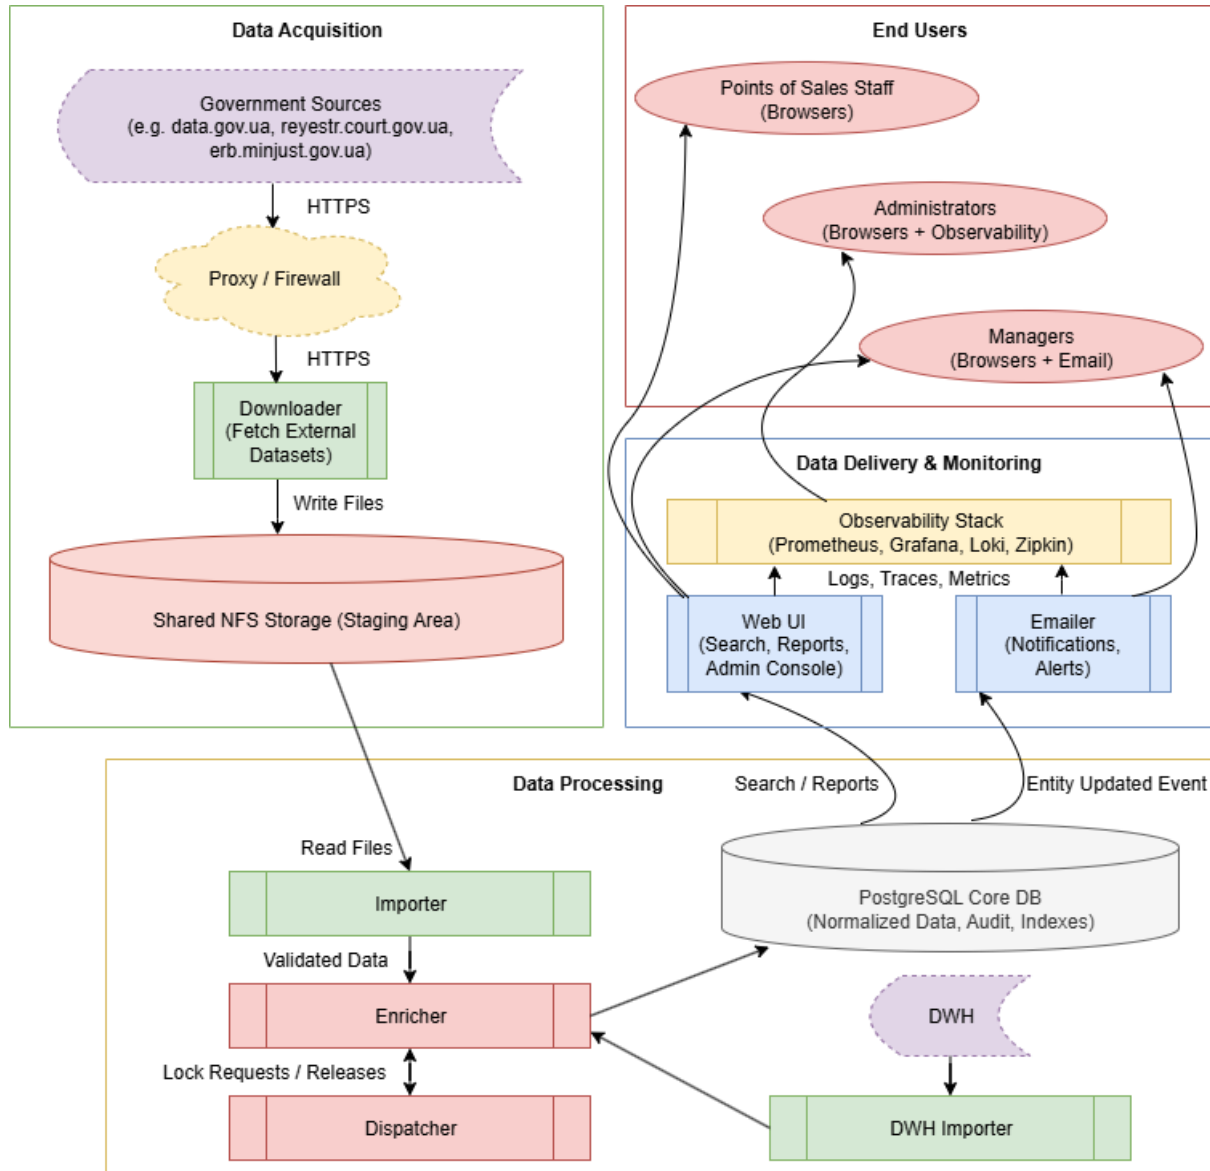 Data Acquisition
Government Sources
(e.g. data.gov.ua, reyestr.court.gov.ua,
erb.minjust.gov.ua)
HTTPS
Proxy / Firewall
HTTPS
Downloader
(Fetch External
Datasets)
Write Files
Shared NFS Storage (Staging Area)
End Users
Points of Sales Staff
(Browsers)
Administrators
(Browsers + Observability)
Managers
(Browsers + Email)
Data Delivery & Monitoring
Observability Stack
(Prometheus, Grafana, Loki, Zipkin)
Logs, Traces, Metrics
Web UI
(Search, Reports,
Admin Console)
Emailer
(Notifications,
Alerts)
Data Processing
Search / Reports
Entity Updated Event
Read Files
Importer
Validated Data
Enricher
Lock Requests / Releases
Dispatcher
PostgreSQL Core DB
(Normalized Data, Audit, Indexes)
DWH
DWH Importer